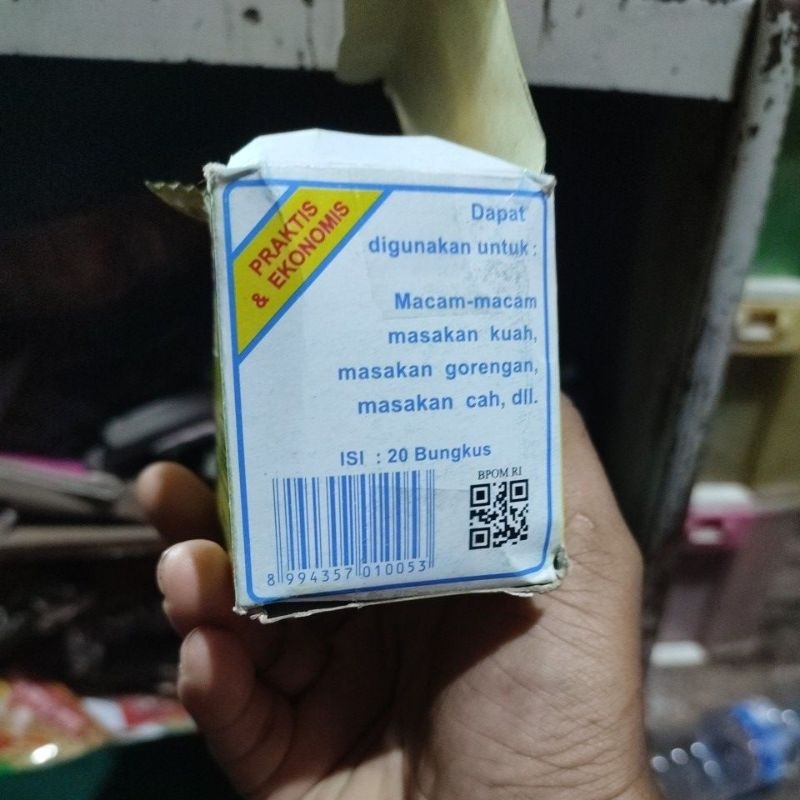 PRAKTIS
& EKONOMIS
Dapat
digunakan untuk :
Macam-macam
masakan kuah,
masakan gorengan,
masakan cah, dll.
ISI : 20 Bungkus
BPOM RI
8 994357 010053